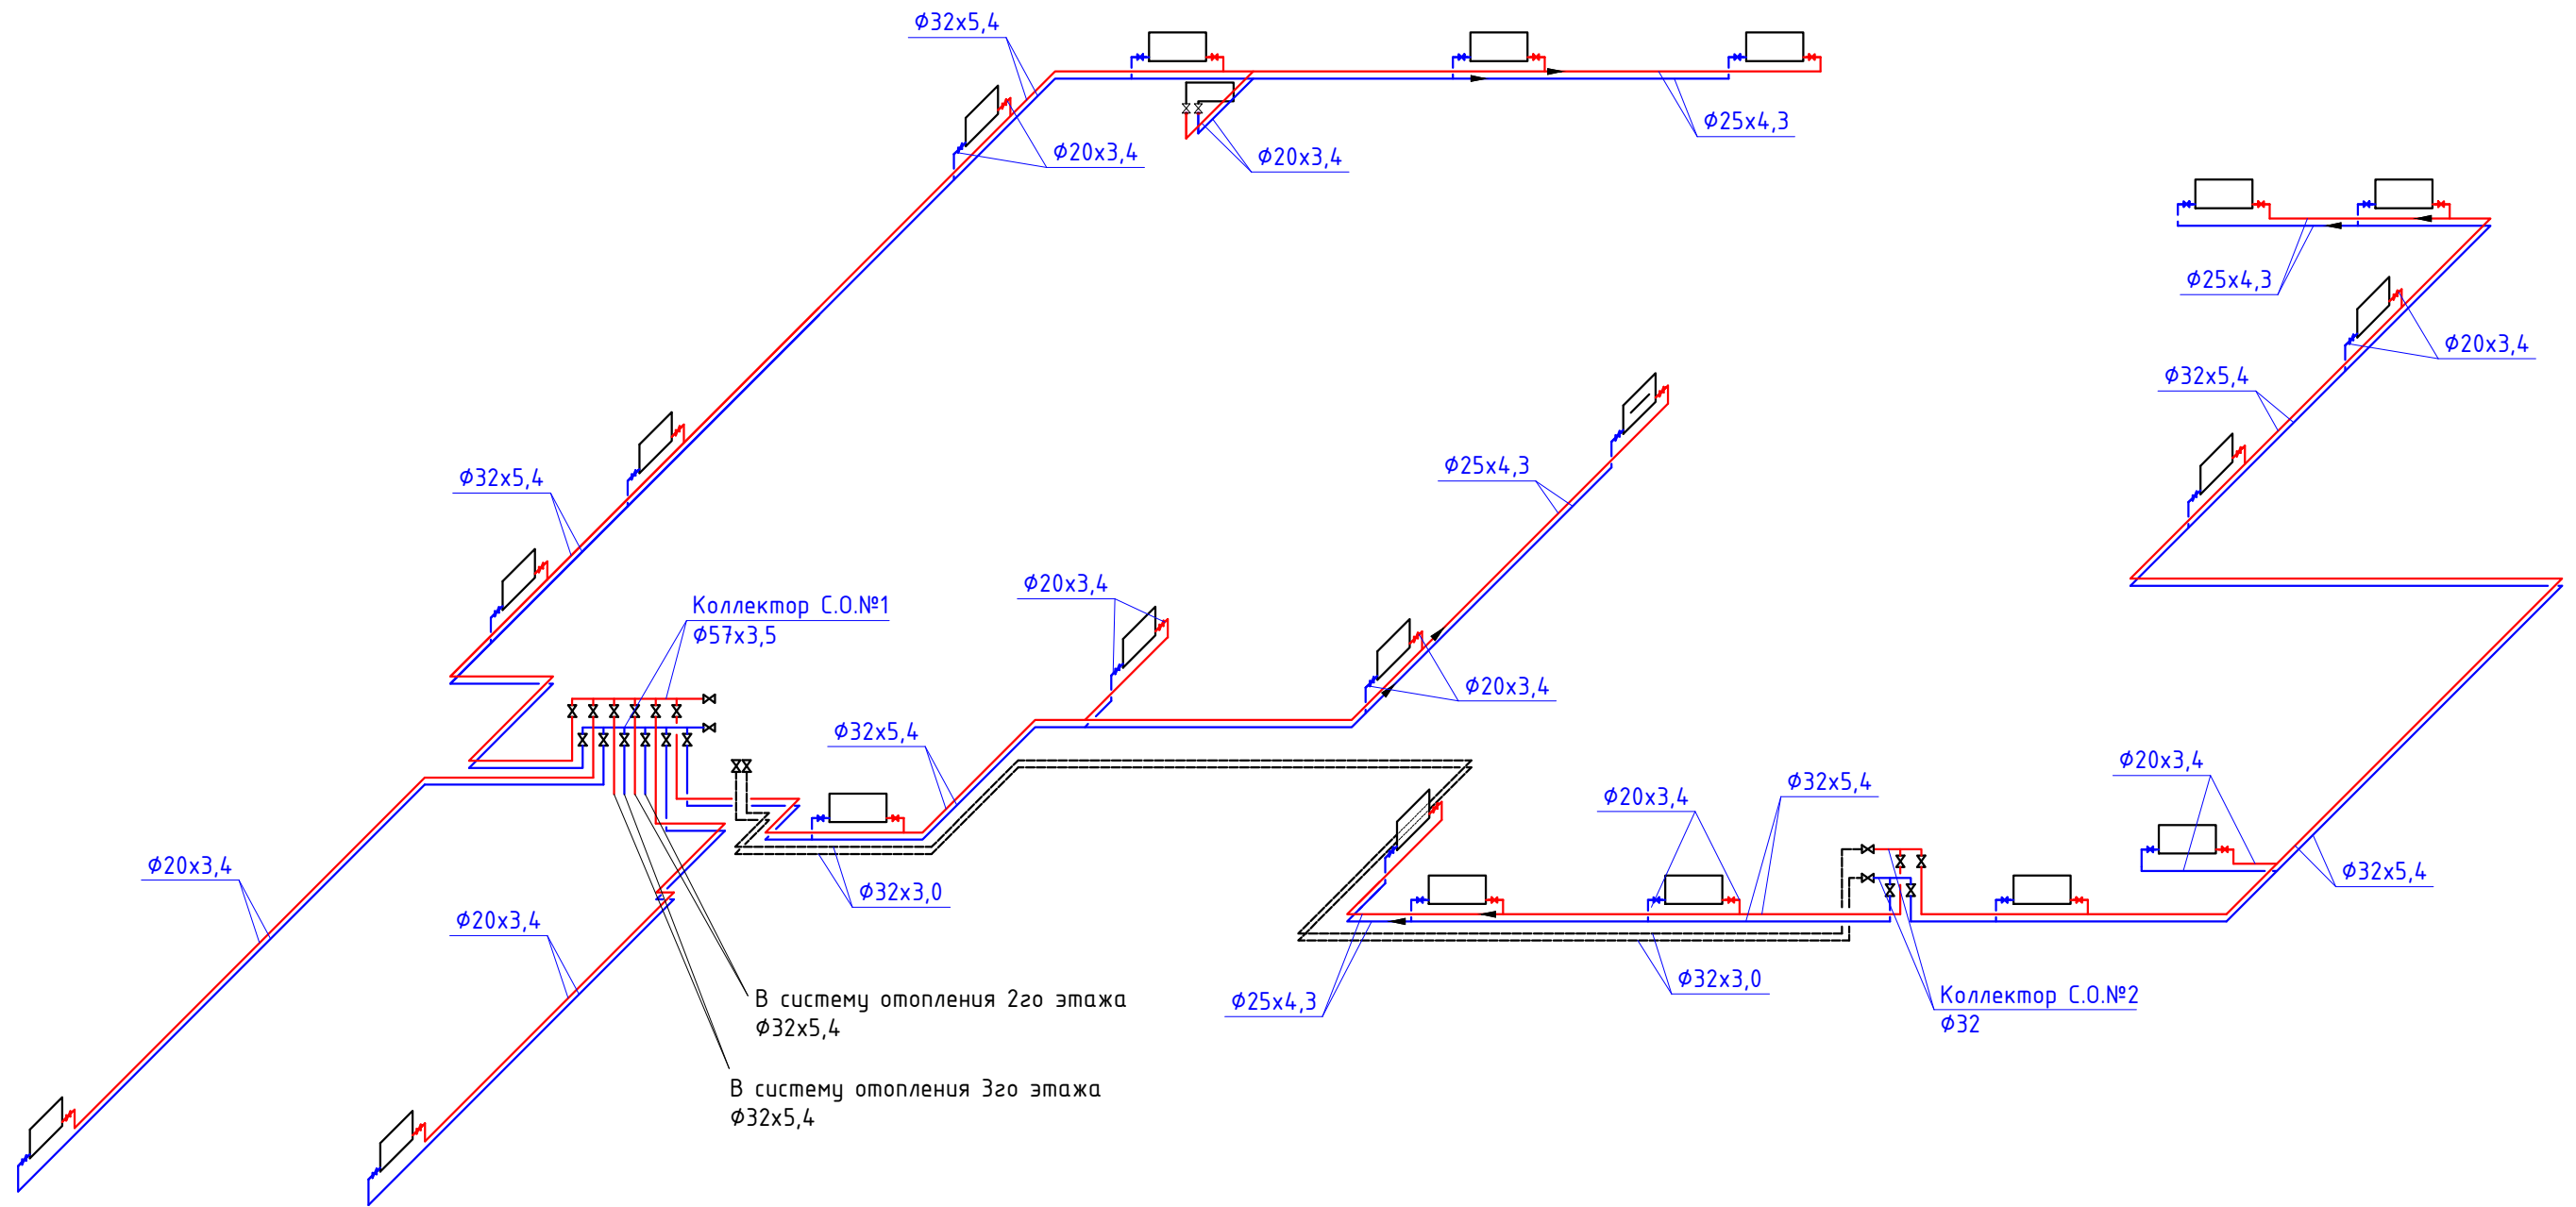 Ф32х5,4
Ф20х3,4
Ф20х3,4
Ф25х4,3
Ф25х4,3
Ф20х3,4
Ф32х5,4
Ф32х5,4
Ф25х4,3
Ф20х3,4
Коллектор С.О.№1
Ф57х3,5
Ф20х3,4
Ф32х5,4
Ф20х3,4
Ф32х5,4
Ф20х3,4
Ф20х3,4
Ф32х3,0
Ф32х5,4
Ф20х3,4
Ф32х3,0
Ф25х4,3
Коллектор С.О.№2
Ф32
В систему отопления 2го этажа
Ф32х5,4
В систему отопления 3го этажа
Ф32х5,4